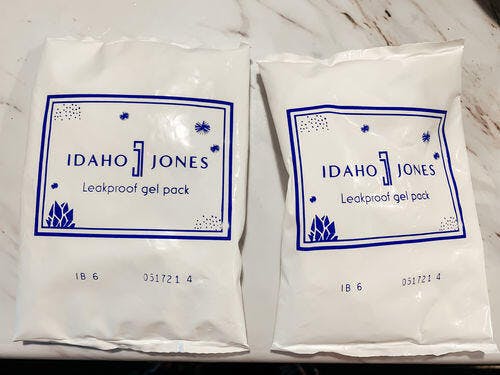 IDAHO JONES
Leakproof gel pack
IB 6 051721 4
IDAHO JONES
Leakproof gel pack
IB 6 051721 4